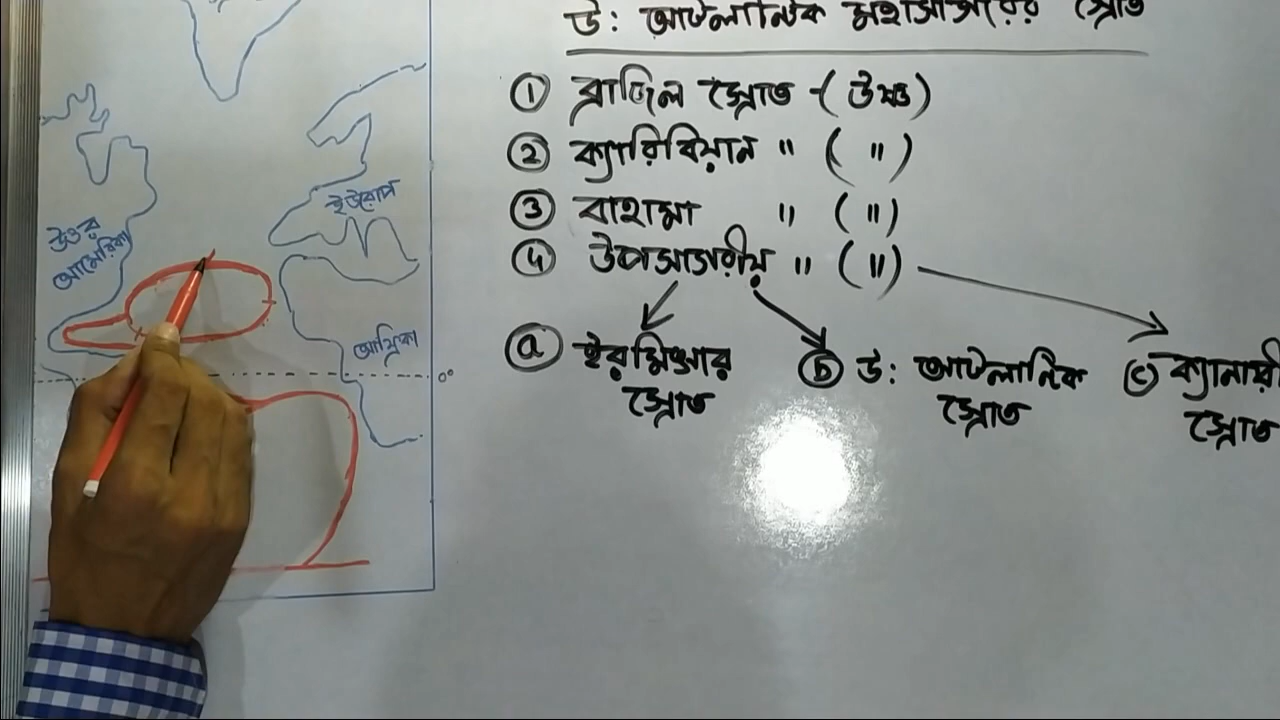 উ: আটলান্টিক মহাসাগরের স্রোত
① ব্রাজিল স্রোত - (উষ্ণ)
② ক্যারিবিয়ান " (")
③ বাহামা " (")
④ উপসাগরীয় " (")
ⓐ ইরমিঙ্গার স্রোত
ⓑ উ: আটলান্টিক স্রোত
ⓒ ক্যানারী স্রোত
উত্তর
আমেরিকা
ইউরোপ
আফ্রিকা
0°